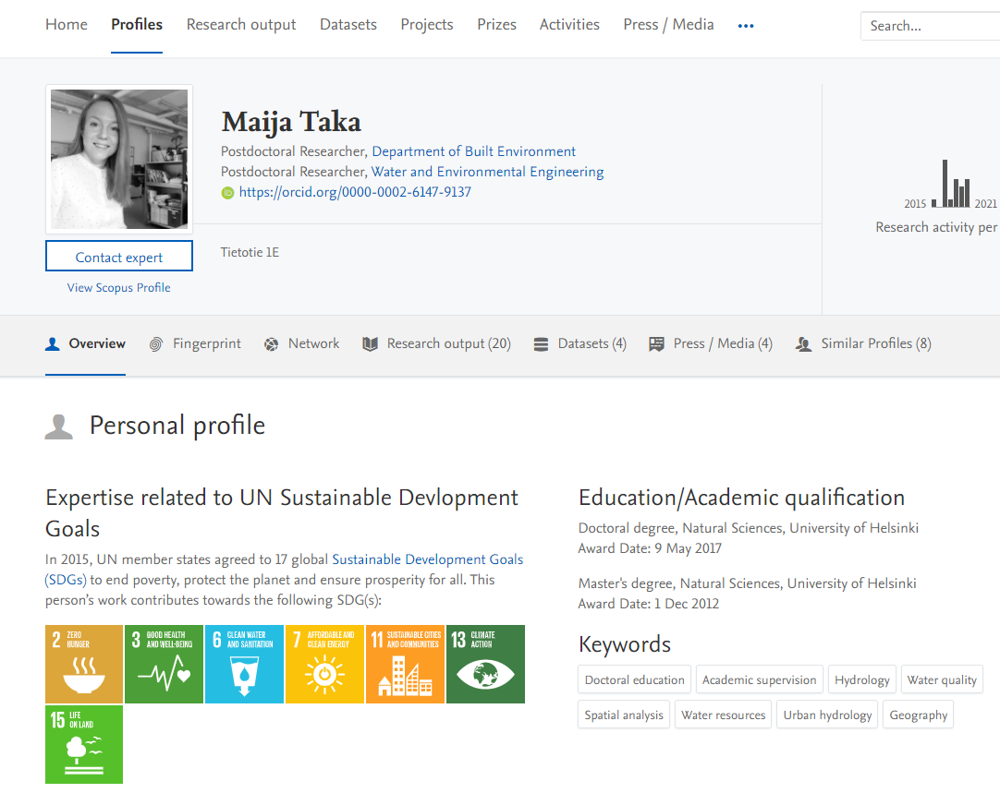 Home Profiles Research output Datasets Projects Prizes Activities Press / Media ••• Search...
Maija Taka
Postdoctoral Researcher, Department of Built Environment
Postdoctoral Researcher, Water and Environmental Engineering
iD https://orcid.org/0000-0002-6147-9137
Contact expert
View Scopus Profile
Tietotie 1E
2015 2021
Research activity per
Overview Fingerprint Network Research output (20) Datasets (4) Press / Media (4) Similar Profiles (8)
Personal profile
Expertise related to UN Sustainable Devlopment
Goals
In 2015, UN member states agreed to 17 global Sustainable Development Goals
(SDGs) to end poverty, protect the planet and ensure prosperity for all. This
person's work contributes towards the following SDG(s):
2 ZERO
HUNGER
3 GOOD HEALTH
AND WELL-BEING
6 CLEAN WATER
AND SANITATION
7 AFFORDABLE AND
CLEAN ENERGY
11 SUSTAINABLE CITIES
AND COMMUNITIES
13 CLIMATE
ACTION
15 LIFE
ON LAND
Education/Academic qualification
Doctoral degree, Natural Sciences, University of Helsinki
Award Date: 9 May 2017
Master's degree, Natural Sciences, University of Helsinki
Award Date: 1 Dec 2012
Keywords
Doctoral education Academic supervision Hydrology Water quality
Spatial analysis Water resources Urban hydrology Geography